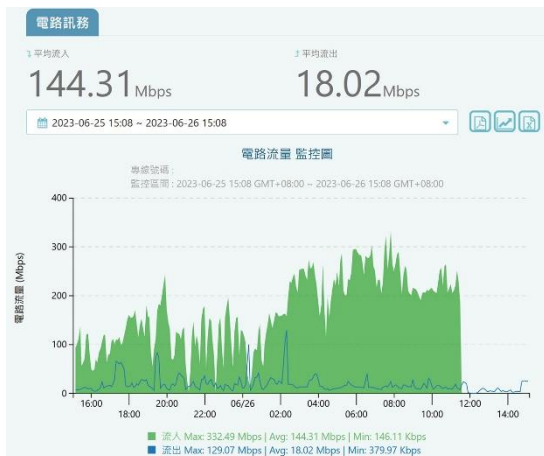 電路訊務
平均流入
平均流出
144.31 Mbps
18.02 Mbps
2023-06-25 15:08 ~ 2023-06-26 15:08
電路流量 監控圖
專線號碼 :
監控區間 : 2023-06-25 15:08 GMT+08:00 ~ 2023-06-26 15:08 GMT+08:00
電路流量 (Mbps)
400
300
200
100
0
16:00
18:00
20:00
22:00
06/26
02:00
04:00
06:00
08:00
10:00
12:00
14:00
流入 Max: 332.49 Mbps | Avg: 144.31 Mbps | Min: 146.11 Kbps
流出 Max: 129.07 Mbps | Avg: 18.02 Mbps | Min: 379.97 Kbps